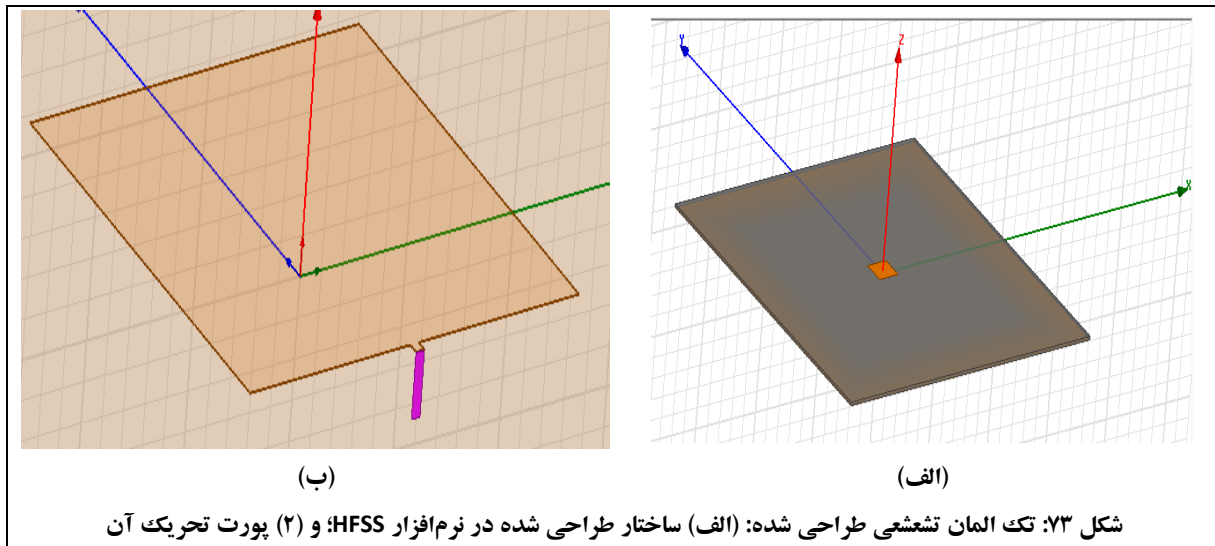 Y
Z
X
(الف)
(ب)
شکل ۷۳: تک المان تشعشعی طراحی شده: (الف) ساختار طراحی شده در نرم‌افزار HFSS؛ و (۲) پورت تحریک آن